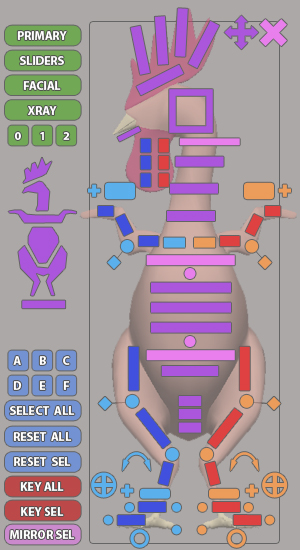 PRIMARY
SLIDERS
FACIAL
XRAY
0 1 2
A B C
D E F
SELECT ALL
RESET ALL
RESET SEL
KEY ALL
KEY SEL
MIRROR SEL